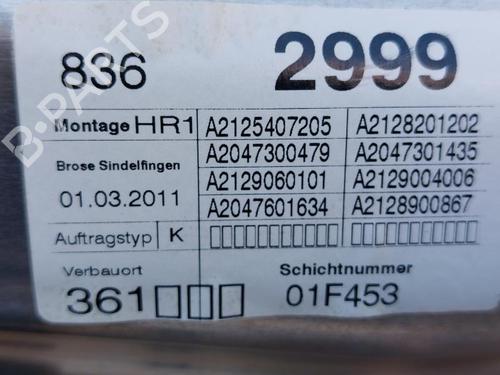 836 2999
Montage HR1 A2125407205 A2128201202
A2047300479 A2047301435
Brose Sindelfingen A2129060101 A2129004006
01.03.2011 A2047601634 A2128900867
Auftragstyp K
Verbauort Schichtnummer
361 01F453
B-PARTS